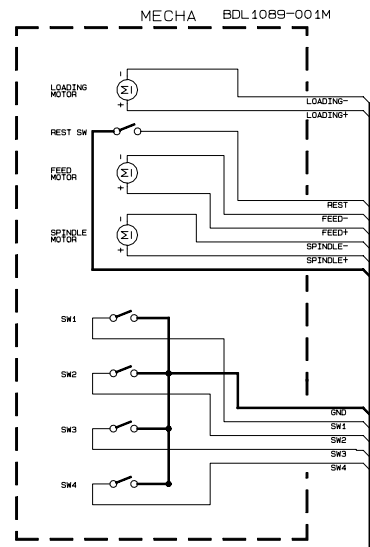 MECHA BDL1089-001M
LOADING
MOTOR
-
M
+
LOADING-
LOADING+
REST SW
FEED
MOTOR
-
M
+
REST
FEED-
FEED+
SPINDLE
MOTOR
-
M
+
SPINDLE-
SPINDLE+
SW1
SW2
SW3
SW4
GND
SW1
SW2
SW3
SW4